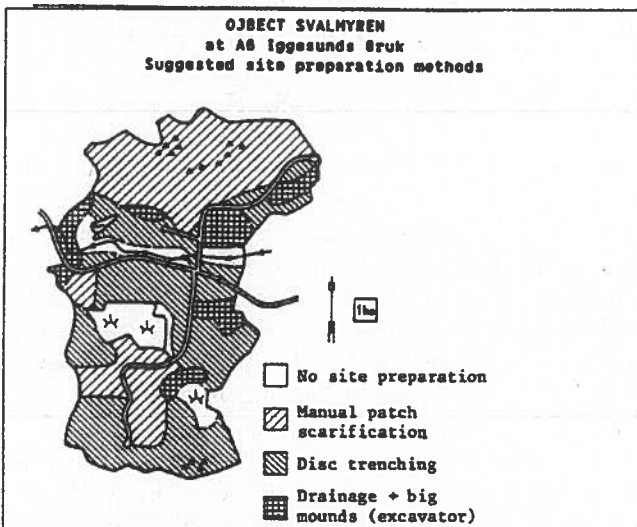 OJBECT SVALMYREN
at AB Iggesunds Bruk
Suggested site preparation methods
1ha
No site preparation
Manual patch
scarification
Disc trenching
Drainage + big
mounds (excavator)